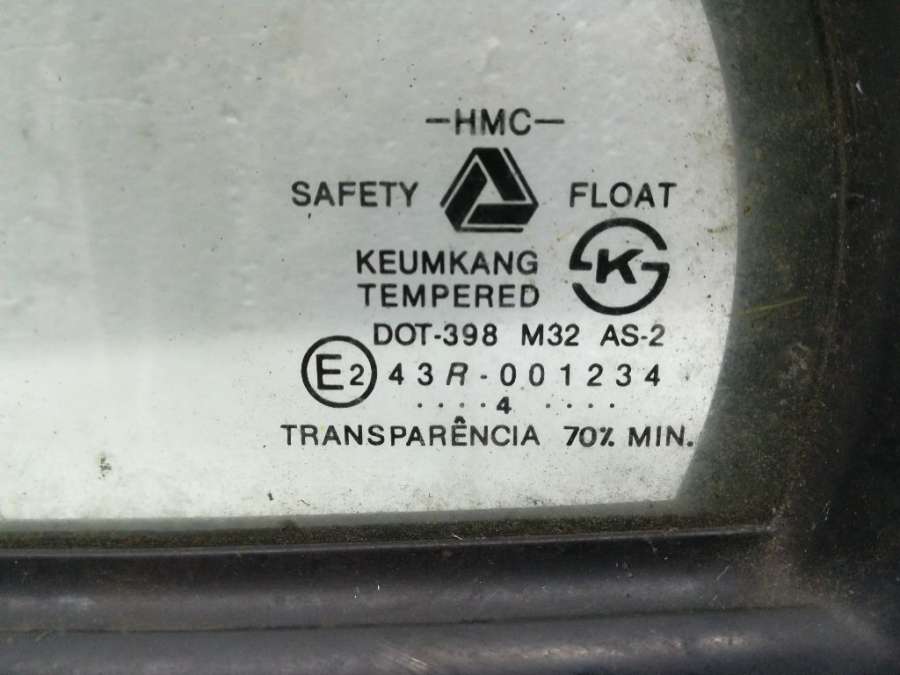 -HMC-
SAFETY FLOAT
KEUMKANG K
TEMPERED
DOT-398 M32 AS-2
E2 43R-001234
....4 ....
TRANSPARÊNCIA 70% MIN.